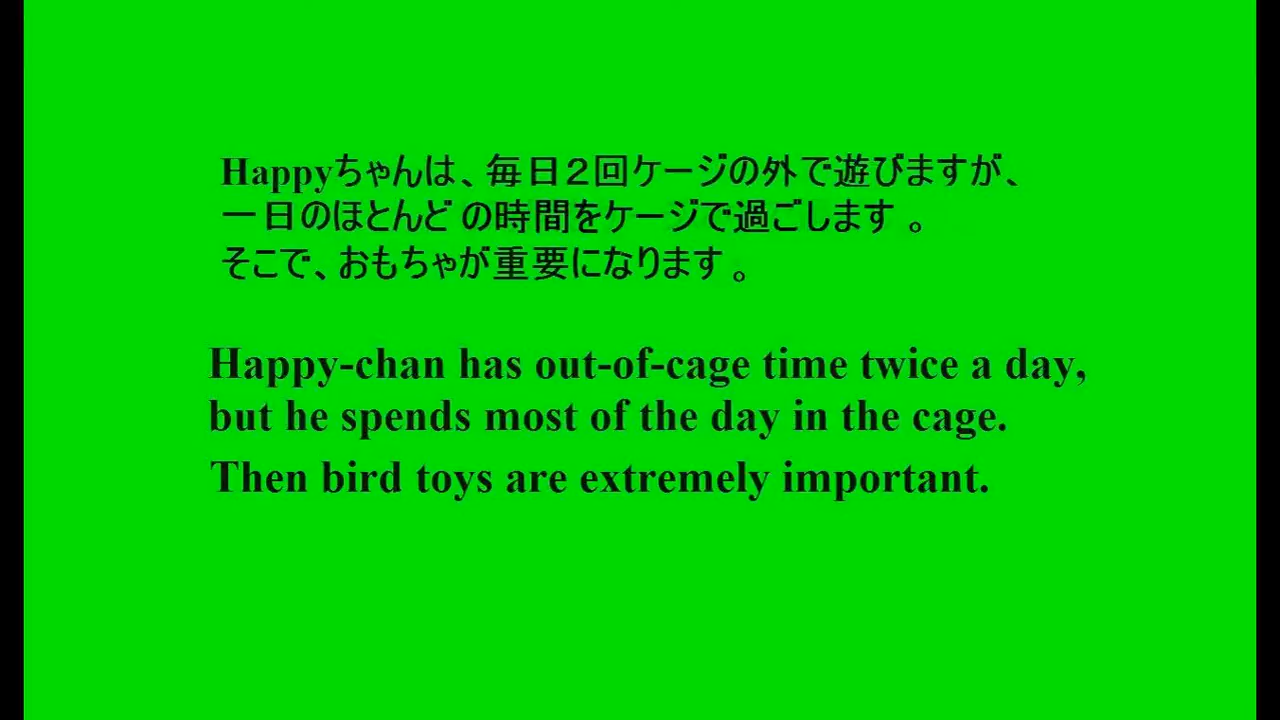 Happyちゃんは、毎日２回ケージの外で遊びますが、
一日のほとんどの時間をケージで過ごします。
そこで、おもちゃが重要になります。
Happy-chan has out-of-cage time twice a day,
but he spends most of the day in the cage.
Then bird toys are extremely important.